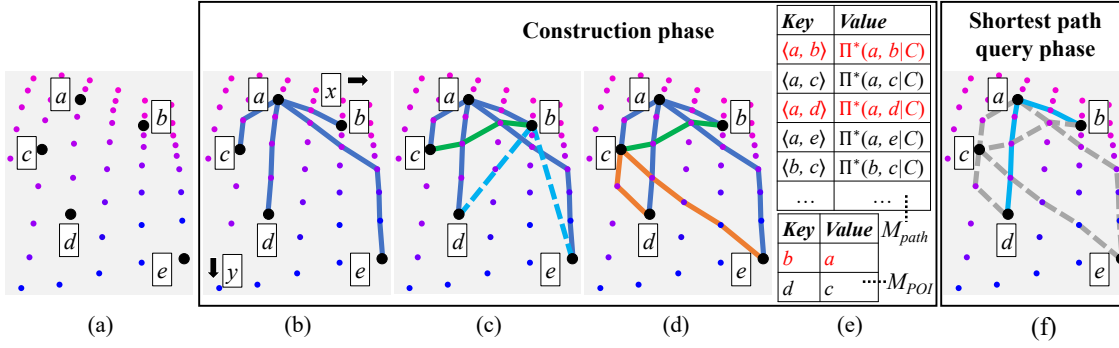 Construction phase
Shortest path
query phase
a
b
c
d
e
(a)
a
x
b
c
d
e
y
(b)
a
b
c
d
e
(c)
a
b
c
d
e
(d)
Key Value
⟨a, b⟩ Π*(a, b|C)
⟨a, c⟩ Π*(a, c|C)
⟨a, d⟩ Π*(a, d|C)
⟨a, e⟩ Π*(a, e|C)
⟨b, c⟩ Π*(b, c|C)
... ...
M_path
Key Value
b a
d c
M_POI
(e)
a
b
c
d
e
(f)